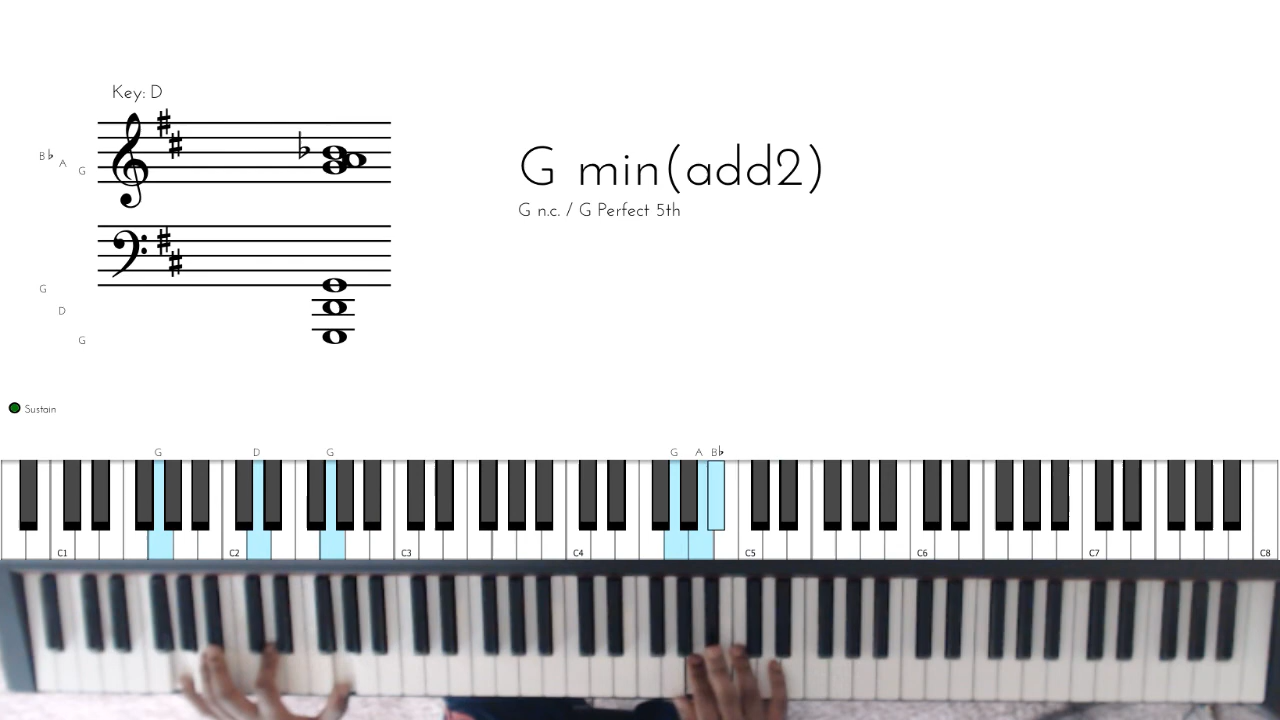 Key: D
B♭ A G
G min(add2)
G n.c. / G Perfect 5th
G
D
G
Sustain
G D G G A B♭
C1 C2 C3 C4 C5 C6 C7 C8